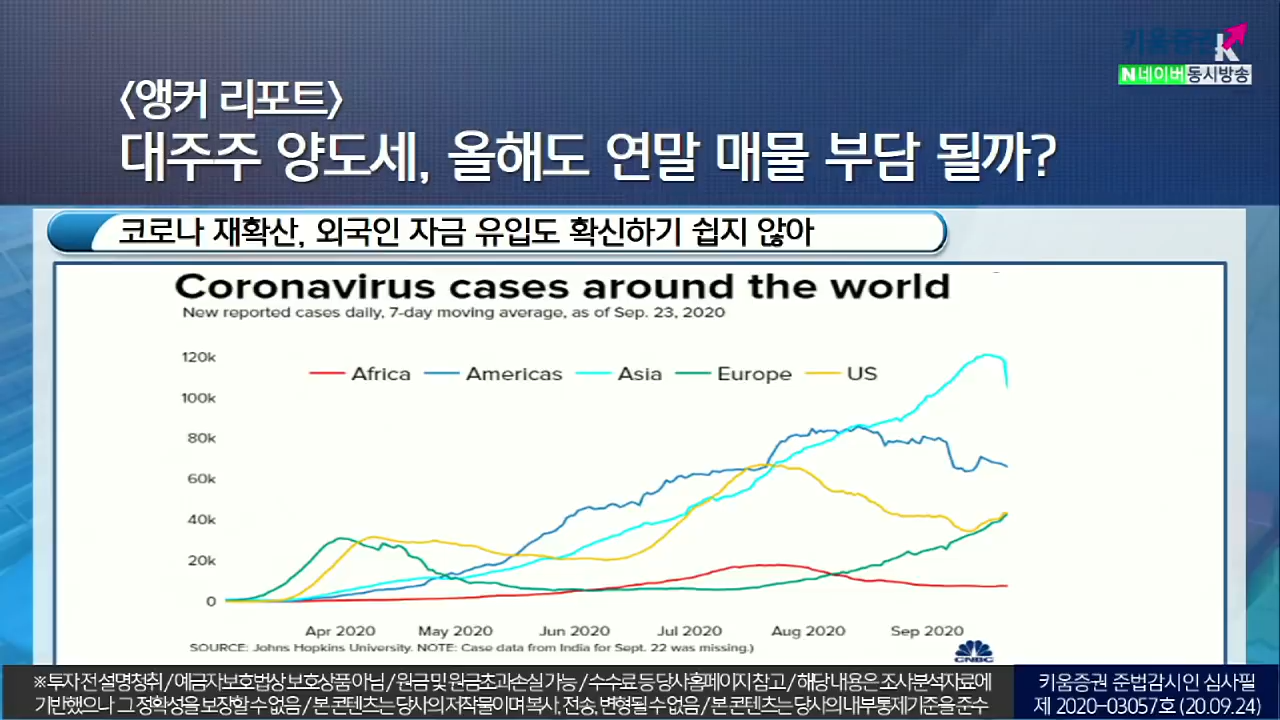 키움증권
N 네이버 동시방송
<앵커 리포트>
대주주 양도세, 올해도 연말 매물 부담 될까?
코로나 재확산, 외국인 자금 유입도 확신하기 쉽지 않아
Coronavirus cases around the world
New reported cases daily, 7-day moving average, as of Sep. 23, 2020
120k
Africa Americas Asia Europe US
100k
80k
60k
40k
20k
0
Apr 2020 May 2020 Jun 2020 Jul 2020 Aug 2020 Sep 2020
SOURCE: Johns Hopkins University. NOTE: Case data from India for Sept. 22 was missing.)
CNBC
※투자 전 설명청취 / 예금자보호법상 보호상품 아님 / 원금 및 원금초과손실 가능 / 수수료 등 당사홈페이지 참고 / 해당 내용은 조사분석자료에
기반했으나 그 정확성을 보장할 수 없음 / 본 콘텐츠는 당사의 저작물이며 복사, 전송, 변형될 수 없음 / 본 콘텐츠는 당사의 내부통제기준을 준수
키움증권 준법감시인 심사필
제 2020-03057호 (20.09.24)